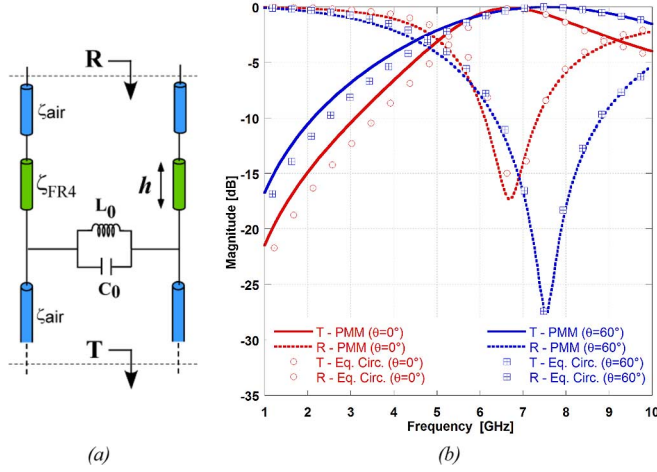 R
ζair
ζFR4
h
L0
C0
ζair
T
(a)
Magnitude [dB]
0
-5
-10
-15
-20
-25
-30
-35
T - PMM (θ=0°)
R - PMM (θ=0°)
T - Eq. Circ. (θ=0°)
R - Eq. Circ. (θ=0°)
T - PMM (θ=60°)
R - PMM (θ=60°)
T - Eq. Circ. (θ=60°)
R - Eq. Circ. (θ=60°)
1 2 3 4 5 6 7 8 9 10
Frequency [GHz]
(b)